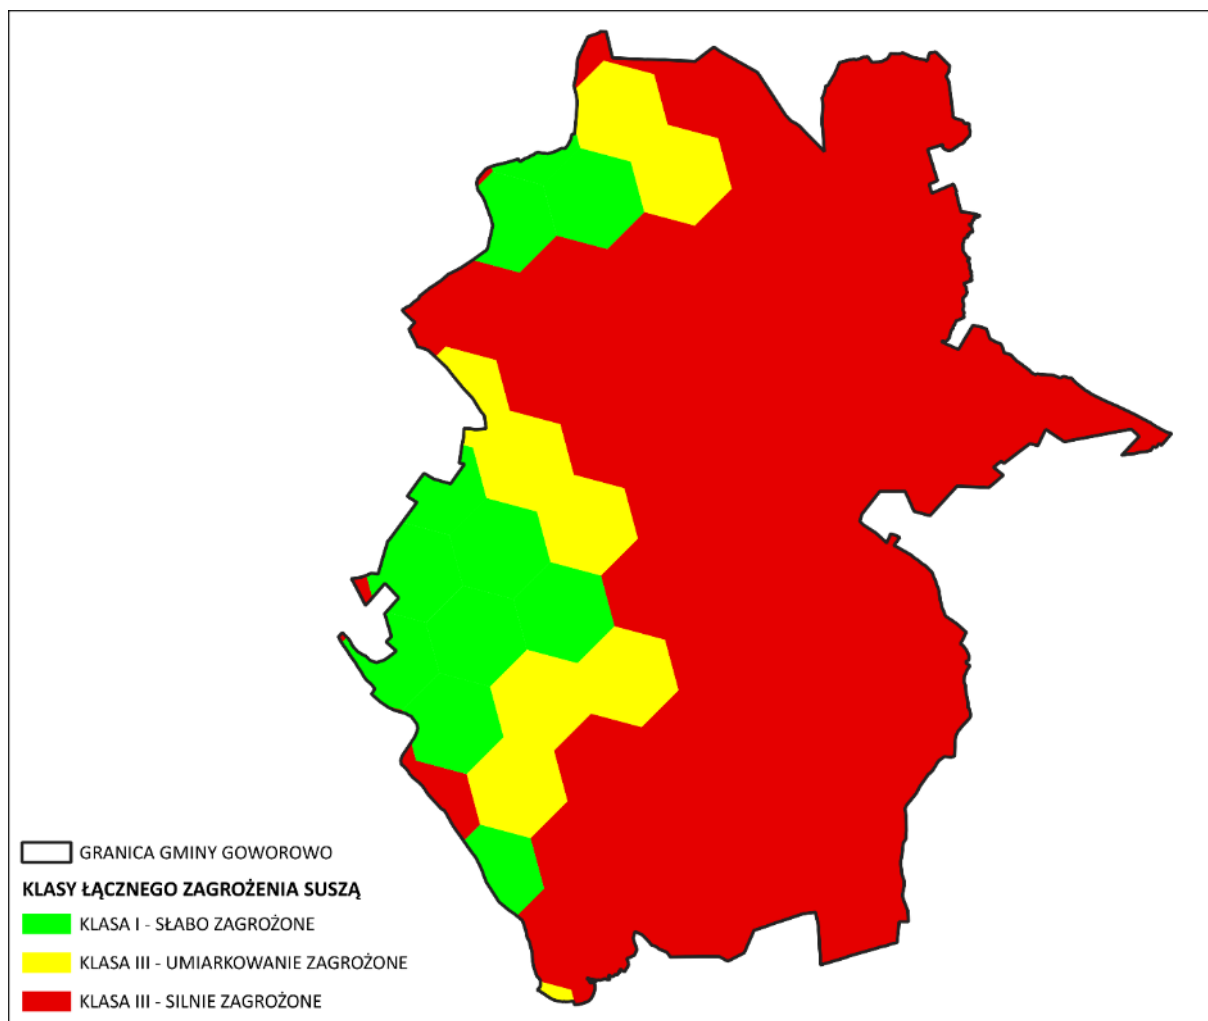 GRANICA GMINY GOWOROWO
KLASY ŁĄCZNEGO ZAGROŻENIA SUSZĄ
KLASA I - SŁABO ZAGROŻONE
KLASA III - UMIARKOWANIE ZAGROŻONE
KLASA III - SILNIE ZAGROŻONE